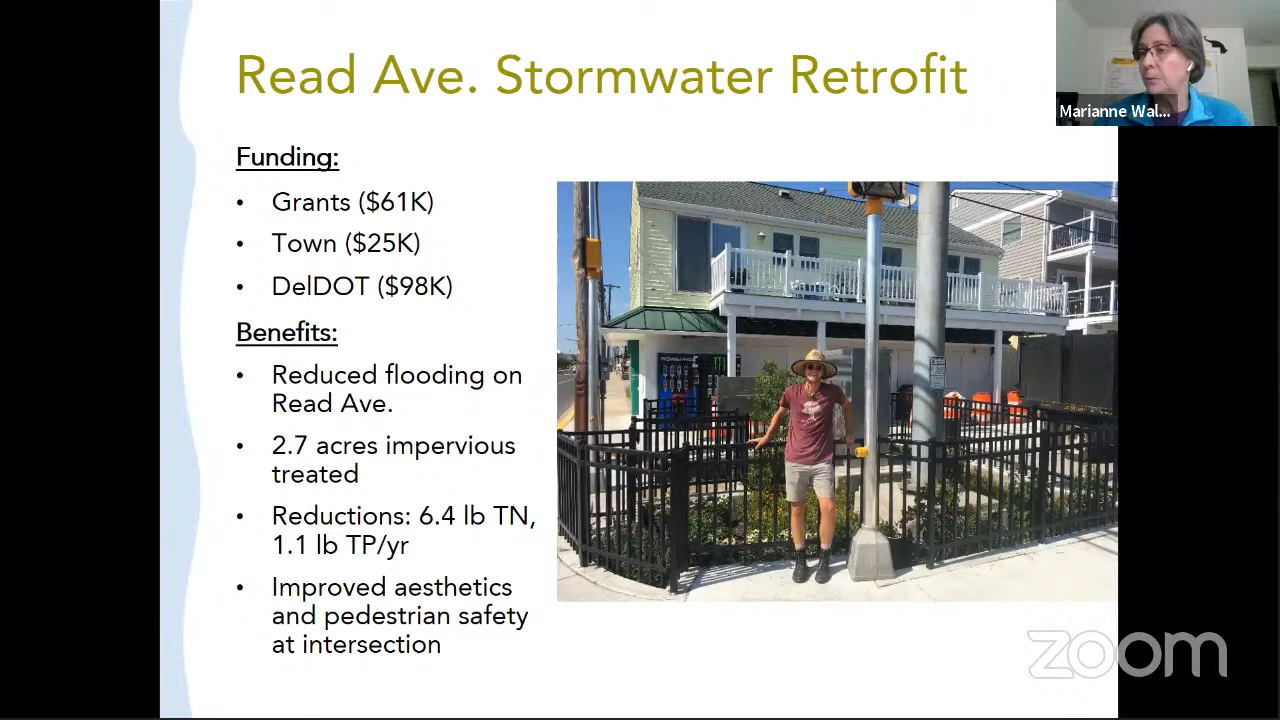 Read Ave. Stormwater Retrofit
Marianne Wal...
Funding:
• Grants ($61K)
• Town ($25K)
• DelDOT ($98K)
Benefits:
• Reduced flooding on
Read Ave.
• 2.7 acres impervious
treated
• Reductions: 6.4 lb TN,
1.1 lb TP/yr
• Improved aesthetics
and pedestrian safety
at intersection
zoom